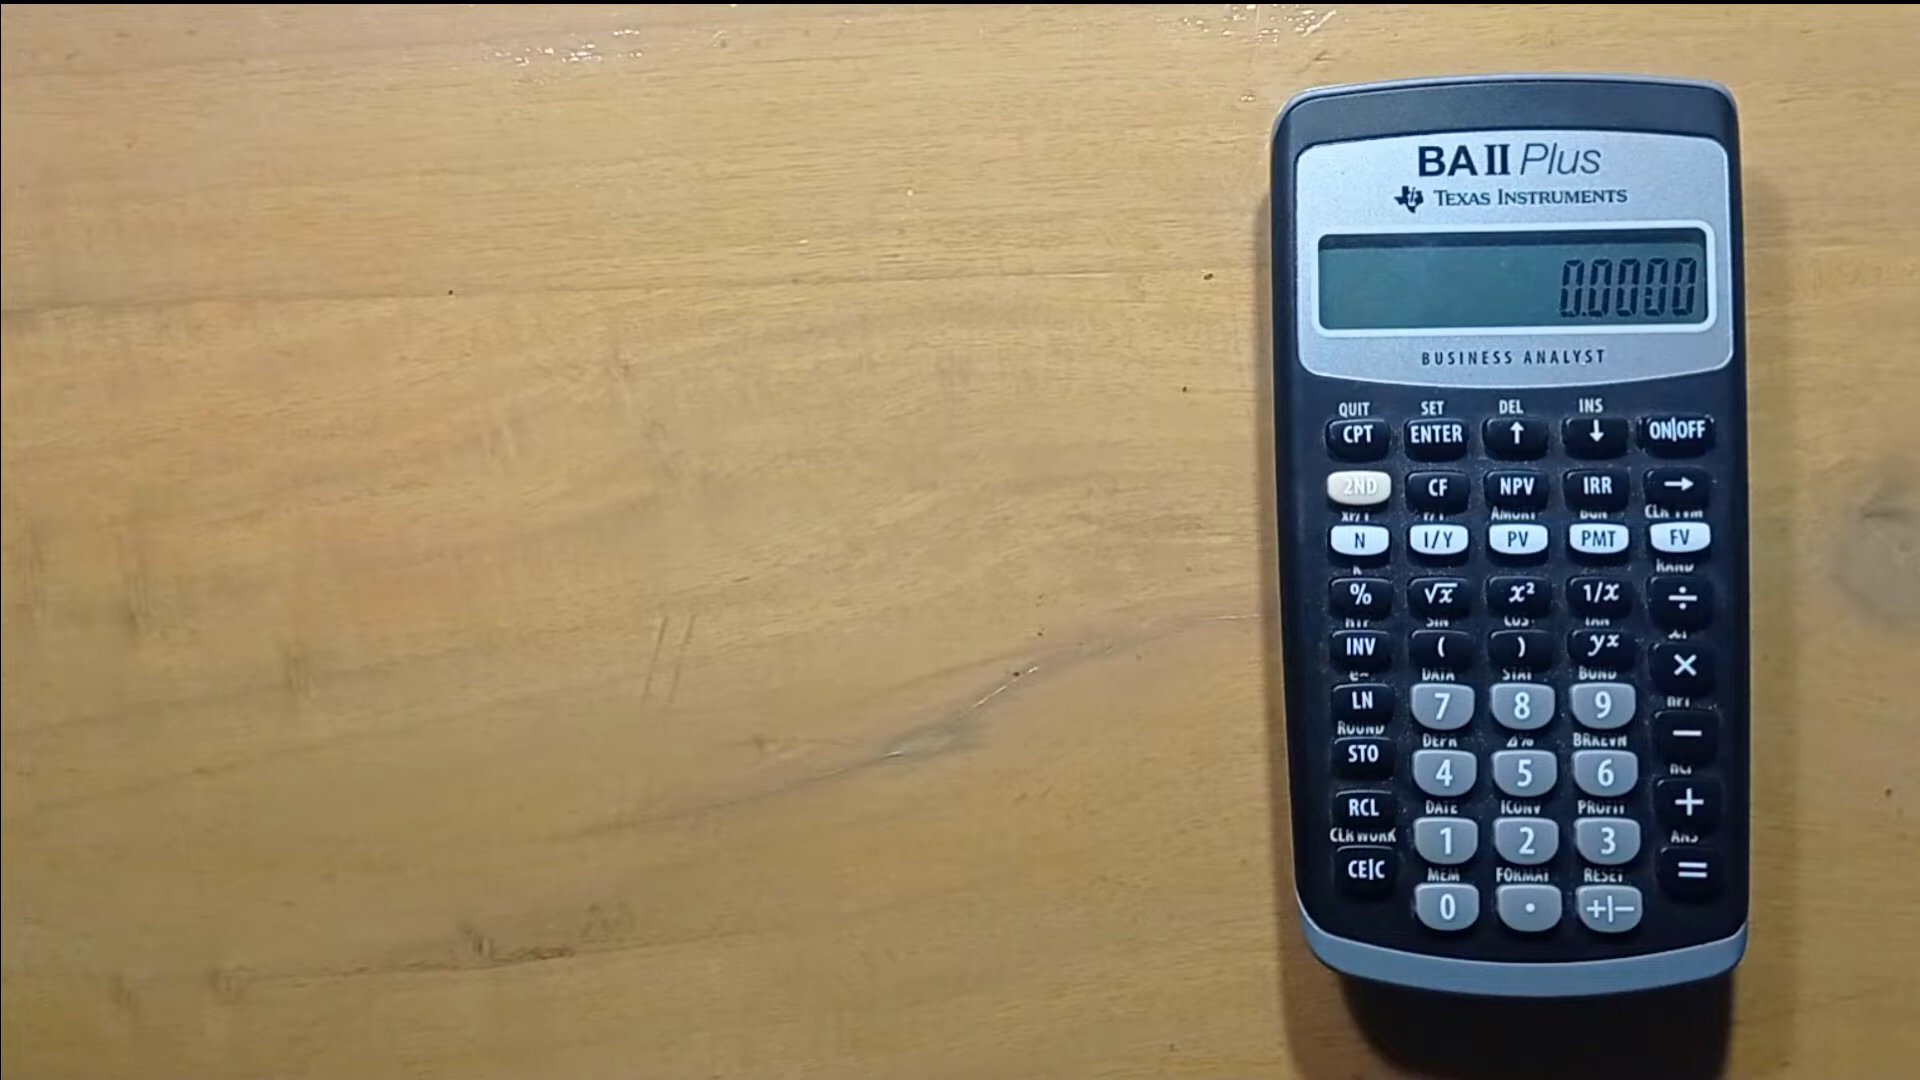 BA II Plus
TEXAS INSTRUMENTS
0.0000
BUSINESS ANALYST
QUIT SET DEL INS
CPT ENTER ↑ ↓ ON|OFF
2ND CF NPV IRR →
CLR TVM
N I/Y PV PMT FV
% √x x² 1/x ÷
INV ( ) yx ×
DATA STAT BOND
LN 7 8 9 −
ROUND DEPR Δ% BRKEVN
STO 4 5 6 +
DATE ICONV PROFIT
RCL 1 2 3
CLR WORK
CE|C =
MEM FORMAT RESET
0 . +|−